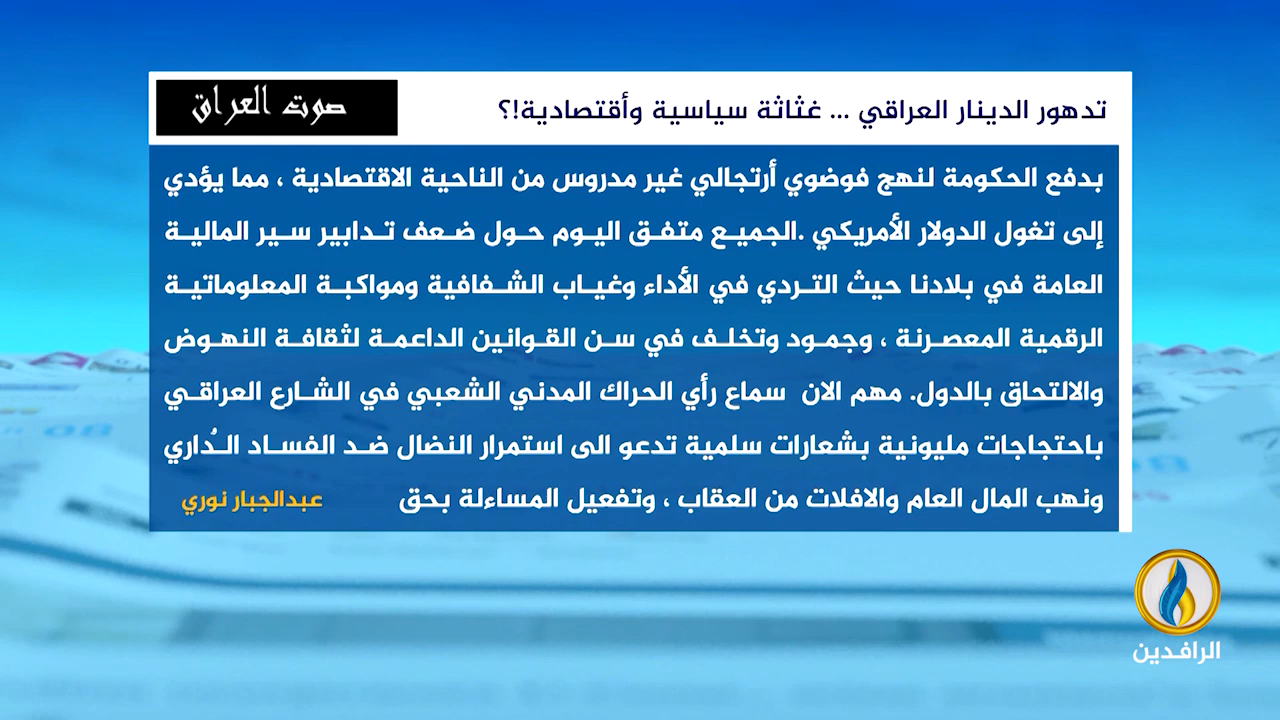 صوت العراق
تدهور الدينار العراقي ... غثاثة سياسية وأقتصادية!؟
بدفع الحكومة لنهج فوضوي أرتجالي غير مدروس من الناحية الاقتصادية ، مما يؤدي
إلى تغول الدولار الأمريكي .الجميع متفق اليوم حول ضعف تدابير سير المالية
العامة في بلادنا حيث التردي في الأداء وغياب الشفافية ومواكبة المعلوماتية
الرقمية المعصرنة ، وجمود وتخلف في سن القوانين الداعمة لثقافة النهوض
والالتحاق بالدول. مهم الان سماع رأي الحراك المدني الشعبي في الشارع العراقي
باحتجاجات مليونية بشعارات سلمية تدعو الى استمرار النضال ضد الفساد الُداري
ونهب المال العام والافلات من العقاب ، وتفعيل المساءلة بحق
عبدالجبار نوري
الرافدين